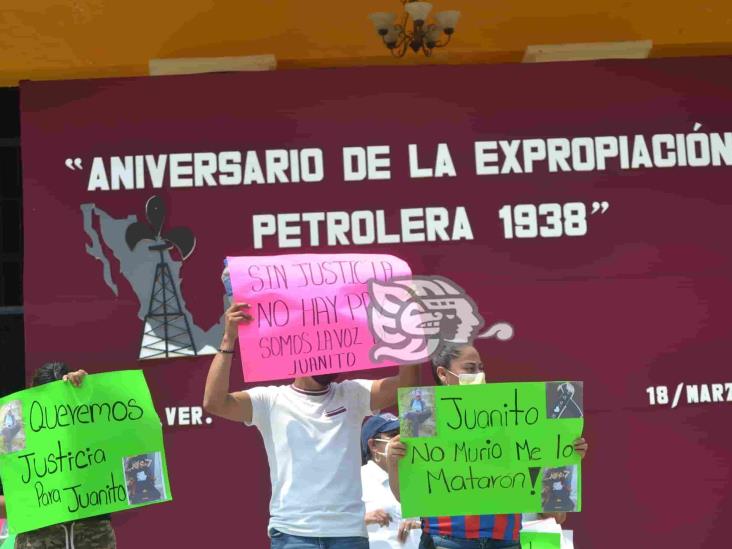 “ANIVERSARIO DE LA EXPROPIACIÓN
PETROLERA 1938”
VER.
18/MARZ
SIN JUSTICIA
NO HAY P
SOMOS LA VOZ
JUANITO
Queremos
Justicia
Para Juanito
Juanito
No Murio Me lo
Mataron!